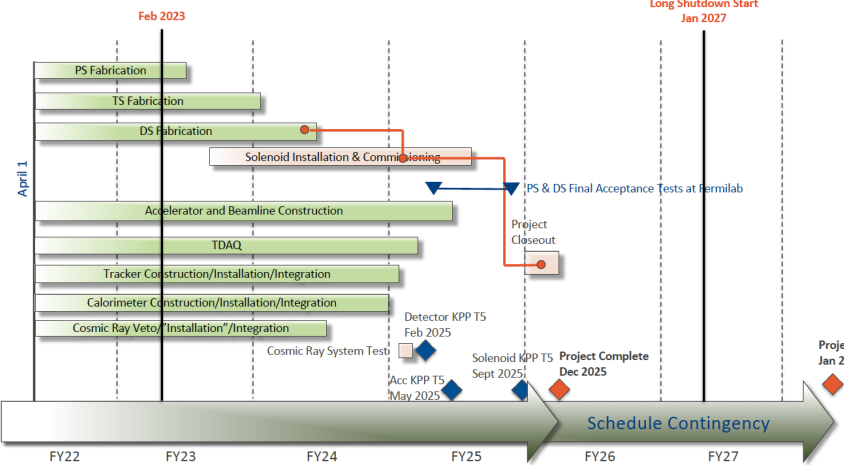 Long Shutdown Start
Jan 2027
Feb 2023
PS Fabrication
TS Fabrication
DS Fabrication
Solenoid Installation & Commissioning
April 1
PS & DS Final Acceptance Tests at Fermilab
Accelerator and Beamline Construction
Project
Closeout
TDAQ
Tracker Construction/Installation/Integration
Calorimeter Construction/Installation/Integration
Cosmic Ray Veto/"Installation"/Integration
Detector KPP T5
Feb 2025
Cosmic Ray System Test
Solenoid KPP T5
Sept 2025
Project Complete
Dec 2025
Acc KPP T5
May 2025
Jan
Schedule Contingency
FY22
FY23
FY24
FY25
FY26
FY27